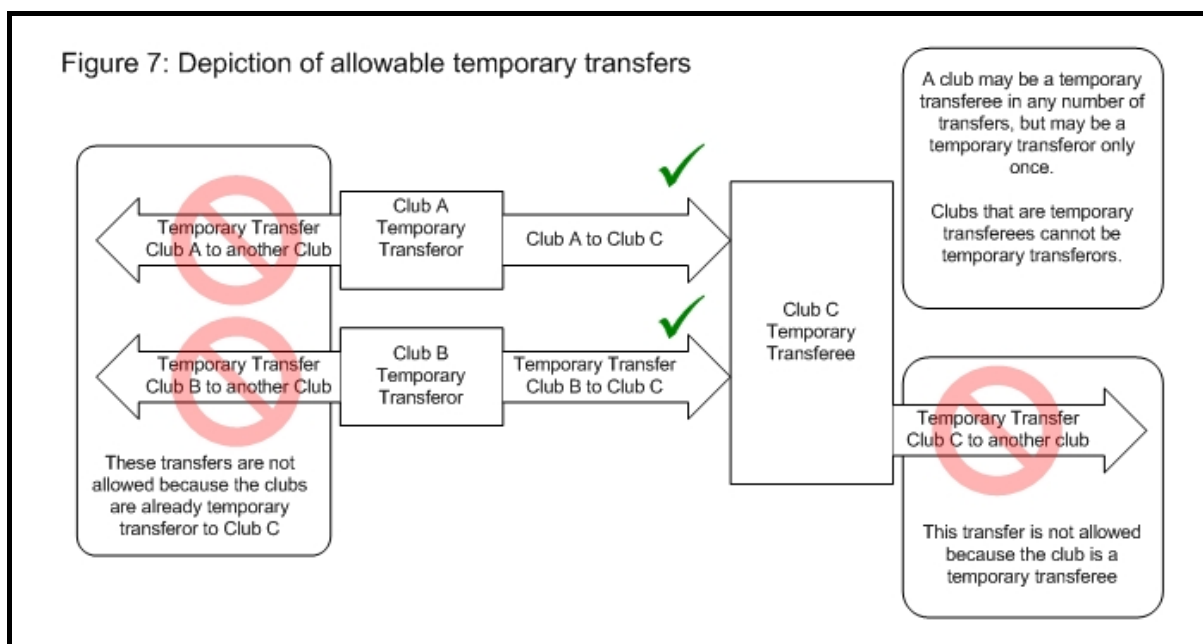 Figure 7: Depiction of allowable temporary transfers
A club may be a temporary
transferee in any number of
transfers, but may be a
temporary transferor only
once.
Clubs that are temporary
transferees cannot be
temporary transferors.
Temporary Transfer
Club A to another Club
Club A
Temporary
Transferor
Club A to Club C
Temporary Transfer
Club B to another Club
Club B
Temporary
Transferor
Temporary Transfer
Club B to Club C
Club C
Temporary
Transferee
Temporary Transfer
Club C to another club
These transfers are not
allowed because the clubs
are already temporary
transferor to Club C
This transfer is not allowed
because the club is a
temporary transferee